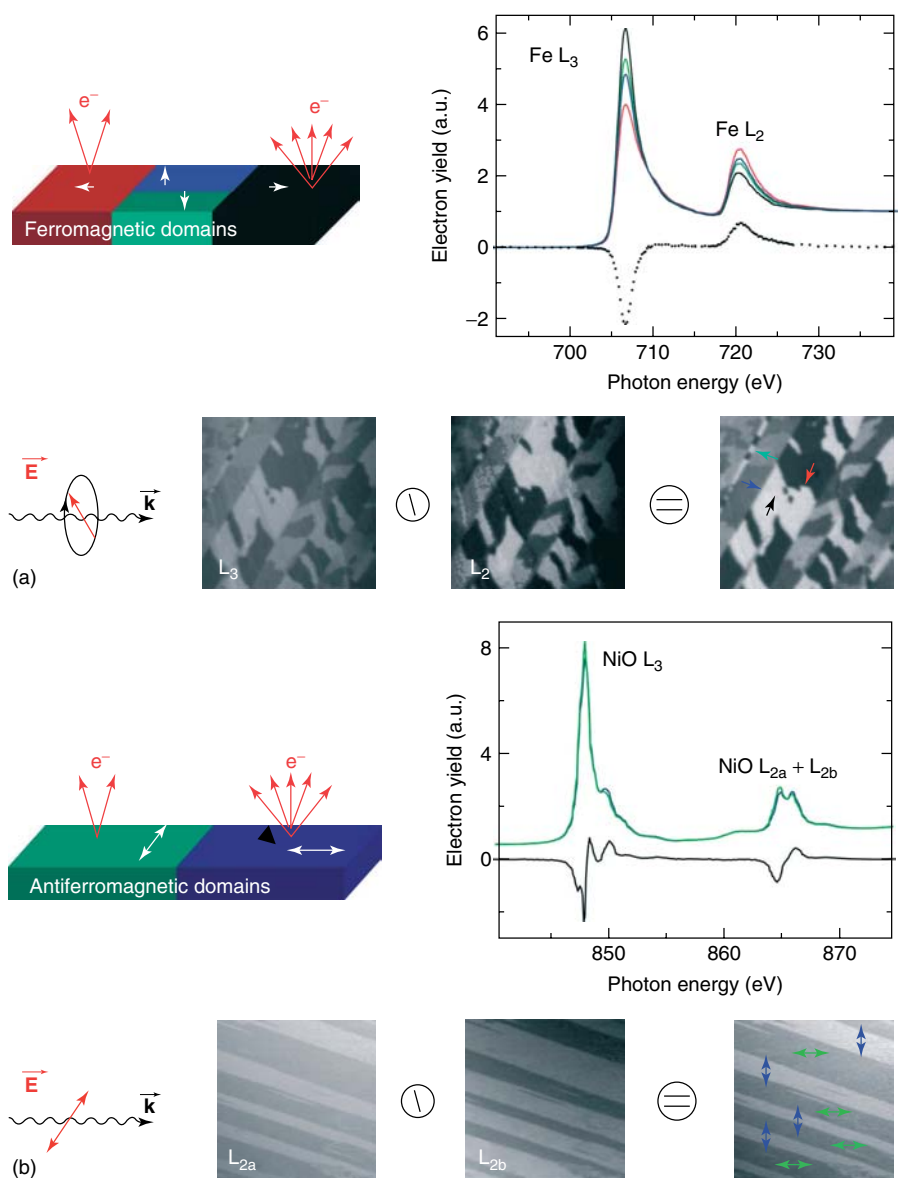 e⁻
e⁻
Ferromagnetic domains
Electron yield (a.u.)
6
4
2
0
−2
Fe L₃
Fe L₂
700
710
720
730
Photon energy (eV)
E
k
L₃
L₂
(a)
e⁻
e⁻
Antiferromagnetic domains
Electron yield (a.u.)
8
4
0
NiO L₃
NiO L₂ₐ + L₂b
850
860
870
Photon energy (eV)
E
k
L₂ₐ
L₂b
(b)